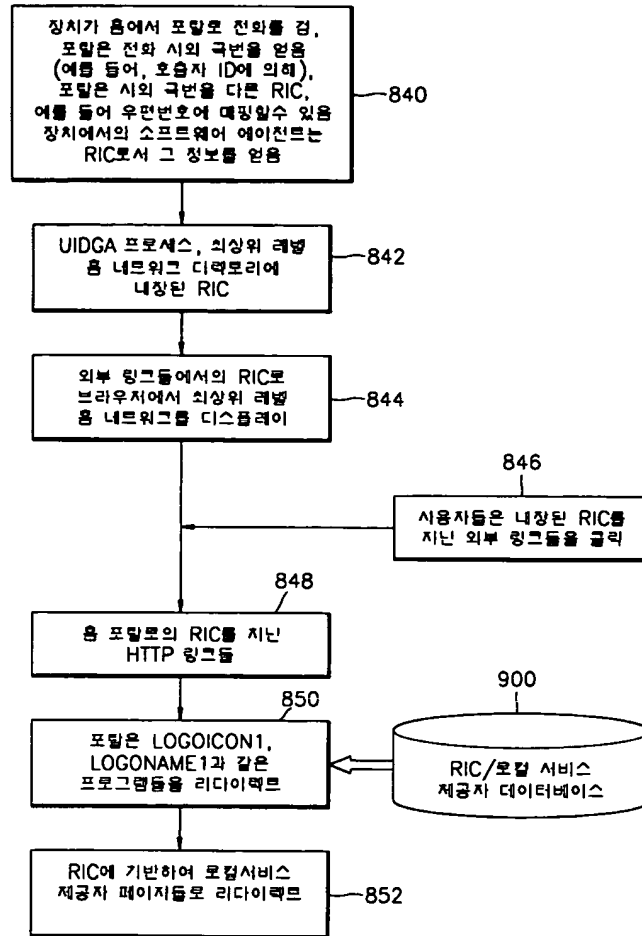 장치가 홈에서 포탈로 전화를 검,
포탈은 전화 시외 국번을 얻음
(예를 들어, 호출자 ID에 의해),
포탈은 시외 국번을 다른 RIC,
예를 들어 우편번호에 매핑할수 있음
장치에서의 소프트웨어 에이전트는
RIC로서 그 정보를 얻음
840
UIDGA 프로세스, 최상위 레벨
홈 네트워크 디렉토리에
내장된 RIC
842
외부 링크들에서의 RIC로
브라우저에서 최상위 레벨
홈 네트워크를 디스플레이
844
846
사용자들은 내장된 RIC를
지닌 외부 링크들을 클릭
848
홈 포탈로의 RIC를 지닌
HTTP 링크들
850
포탈은 LOGOICON1,
LOGONAME1과 같은
프로그램들을 리다이렉트
900
RIC/로컬 서비스
제공자 데이터베이스
RIC에 기반하여 로컬서비스
제공자 페이지들로 리다이렉트
852